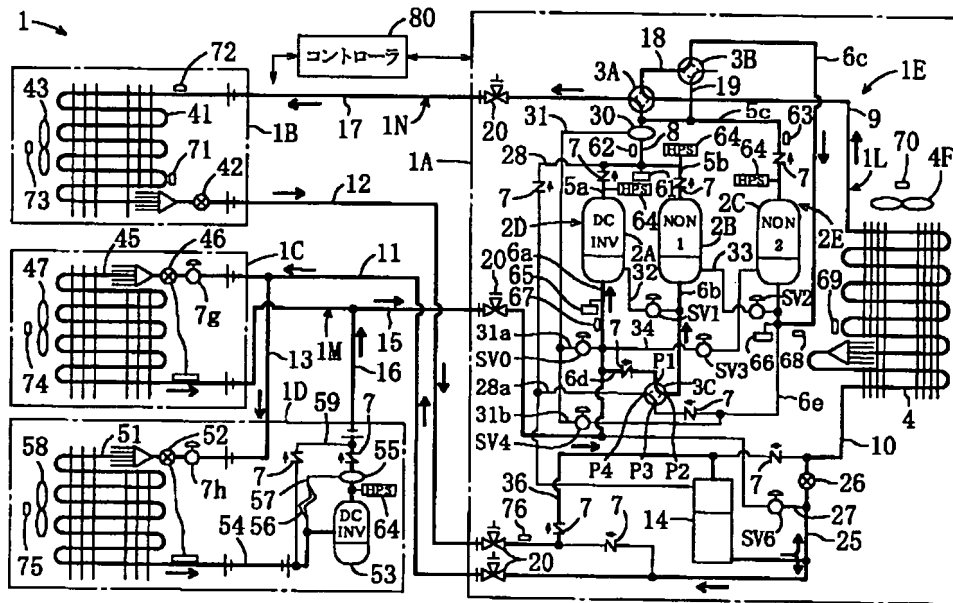 1
80
コントローラ
72
43
41
1B
71
73
42
17
1N
12
20
1A
18
3B
3A
19
6c
1E
5c
63
9
31
30
8
HPS
64
62
28
7
5b
64
1L
70
4F
5a
HPS
61
7
64
HPS
7
2D
DC
INV
2A
NON
1
2B
2C
NON
2
2E
45
46
47
1C
11
7g
74
13
1M
15
16
20
6a
65
67
32
33
6b
SV1
SV2
69
31a
SV0
34
66
68
SV3
28a
6d
7
P1
3C
7
6e
4
31b
SV4
P4
P3
P2
10
1D
59
7
58
51
52
7
55
7h
57
56
HPS
64
DC
INV
54
53
75
36
76
7
7
14
7
26
27
SV6
25
20